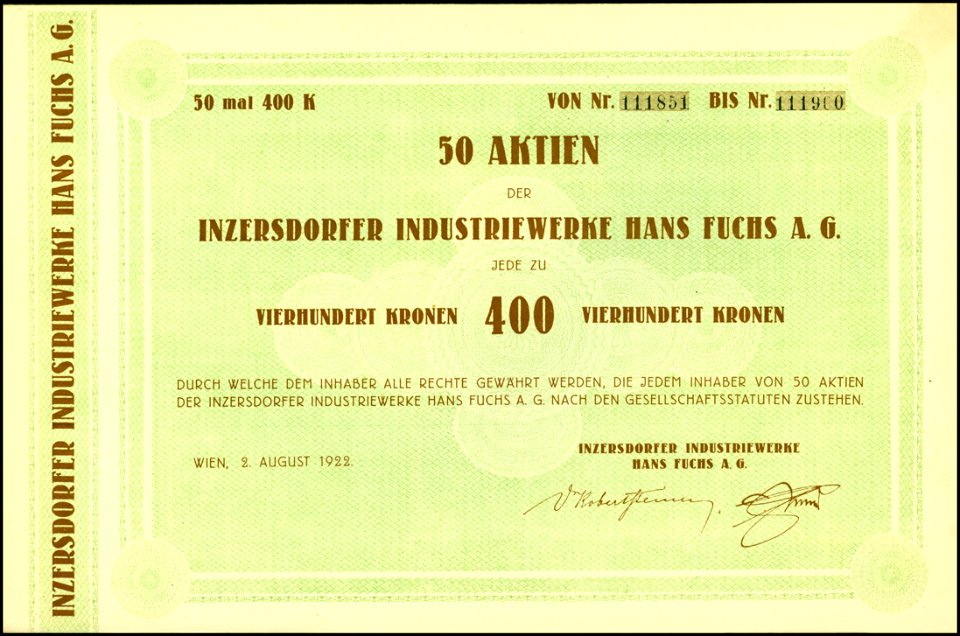 INZERSDORFER INDUSTRIEWERKE HANS FUCHS A. G.
50 mal 400 K VON Nr. 111851 BIS Nr. 111900
50 AKTIEN
DER
INZERSDORFER INDUSTRIEWERKE HANS FUCHS A. G.
JEDE ZU
VIERHUNDERT KRONEN 400 VIERHUNDERT KRONEN
DURCH WELCHE DEM INHABER ALLE RECHTE GEWÄHRT WERDEN, DIE JEDEM INHABER VON 50 AKTIEN
DER INZERSDORFER INDUSTRIEWERKE HANS FUCHS A. G. NACH DEN GESELLSCHAFTSSTATUTEN ZUSTEHEN.
WIEN, 2. AUGUST 1922.
INZERSDORFER INDUSTRIEWERKE
HANS FUCHS A. G.